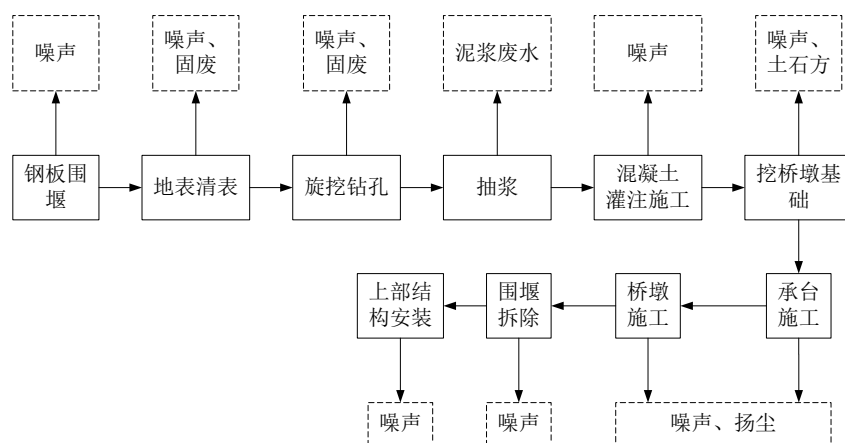 噪声
噪声、
固废
噪声、
固废
泥浆废水
噪声
噪声、
土石方
钢板围
堰
地表清表
旋挖钻孔
抽浆
混凝土
灌注施工
挖桥墩基
础
上部结
构安装
围堰
拆除
桥墩
施工
承台
施工
噪声
噪声
噪声、扬尘